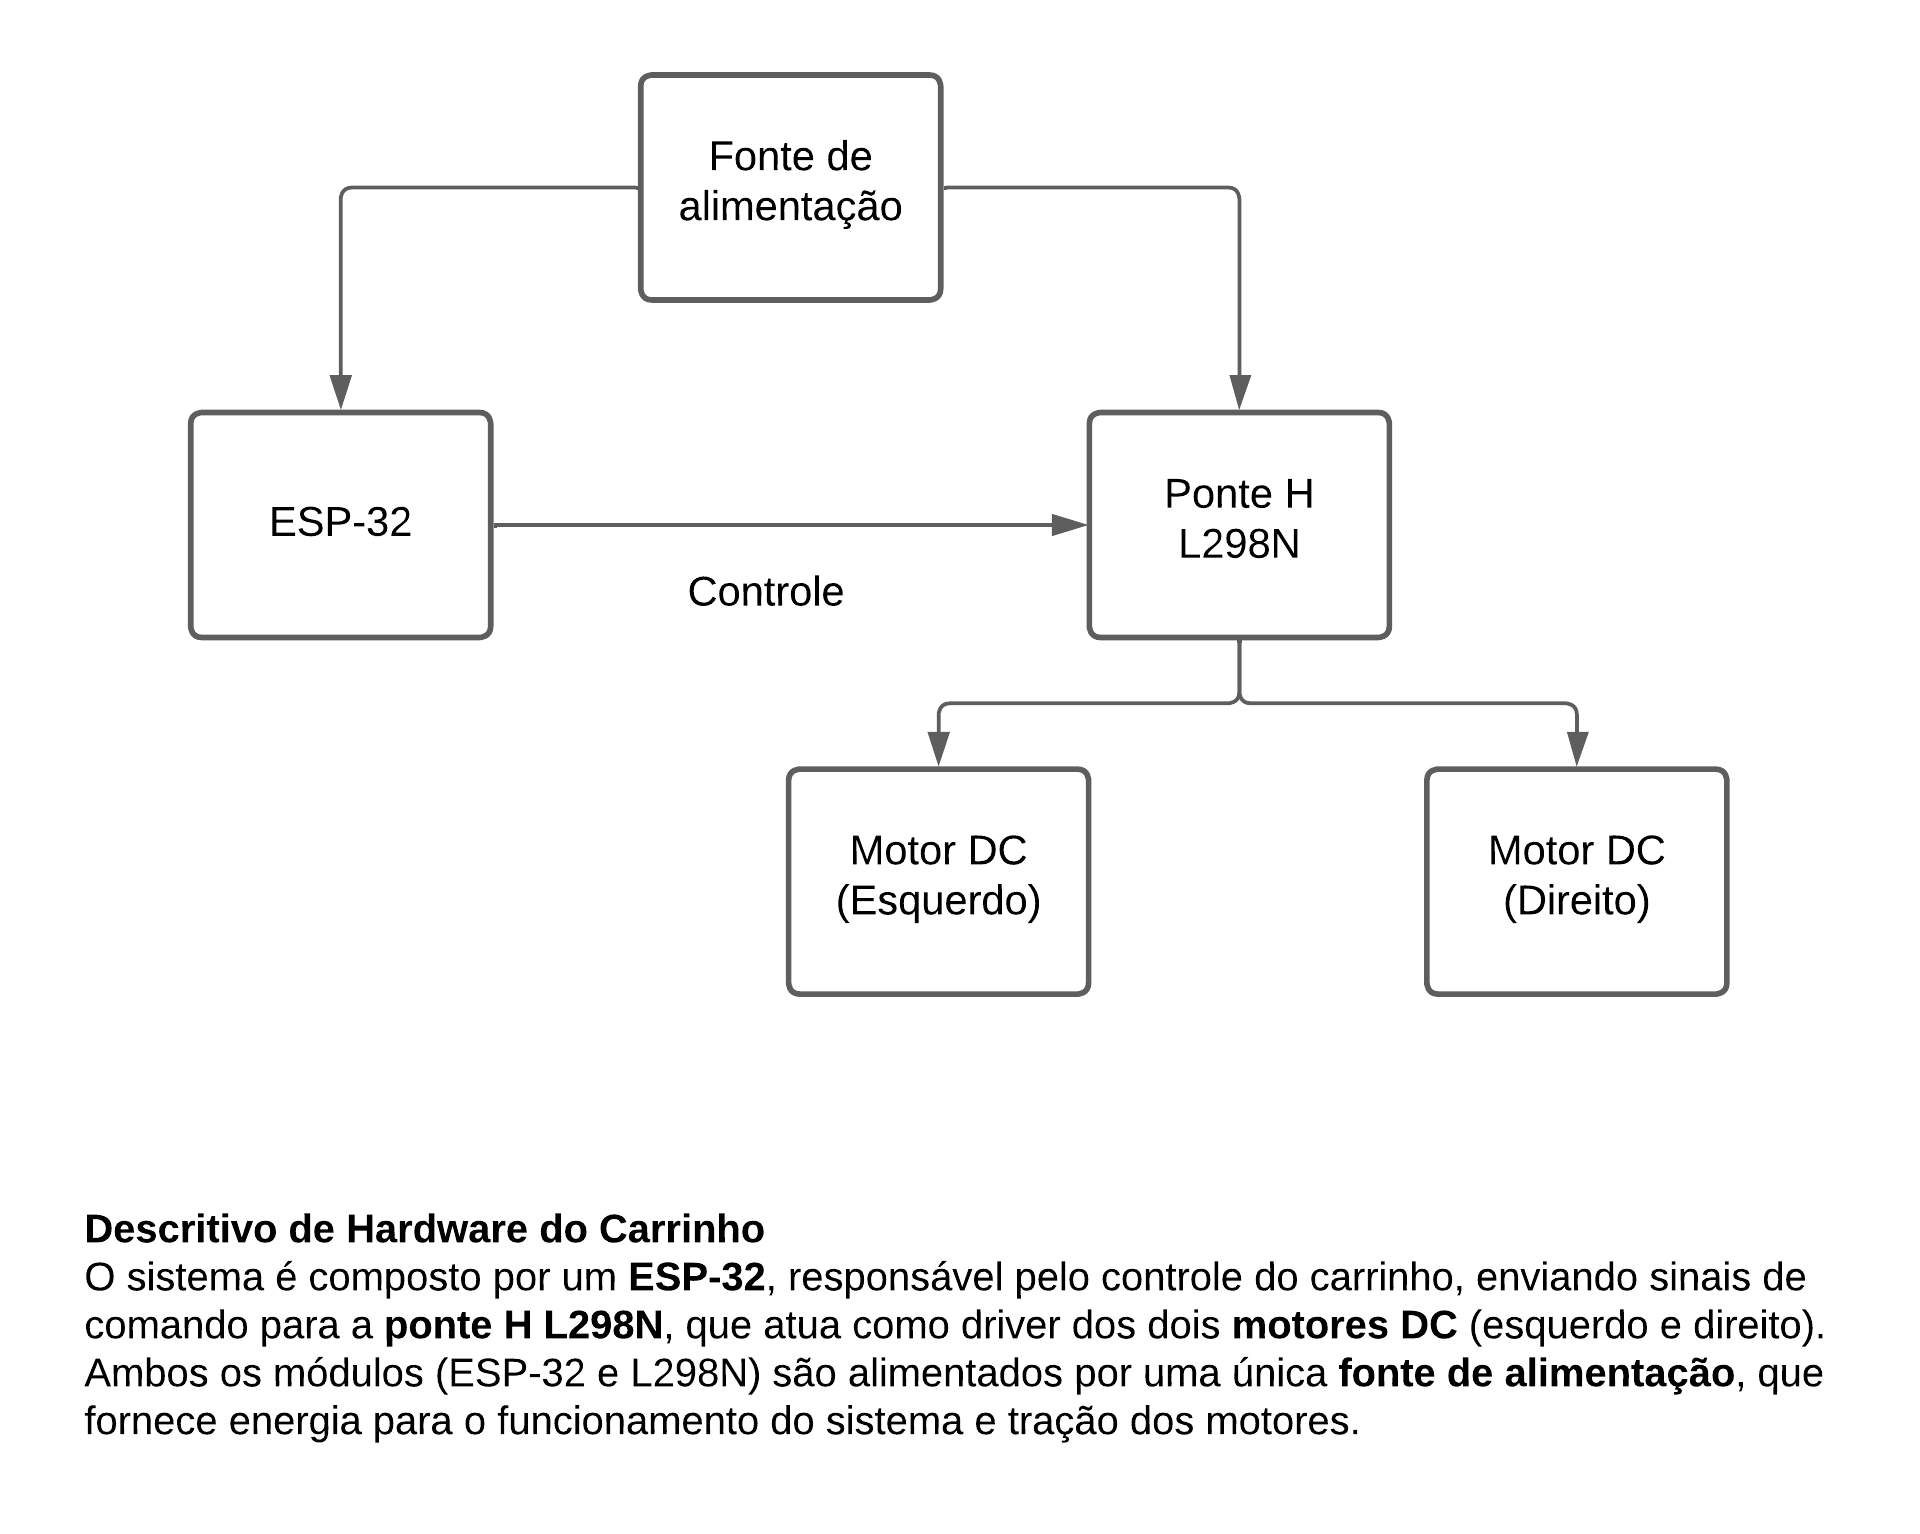 Fonte de
alimentação
ESP-32
Controle
Ponte H
L298N
Motor DC
(Esquerdo)
Motor DC
(Direito)
Descritivo de Hardware do Carrinho
O sistema é composto por um ESP-32, responsável pelo controle do carrinho, enviando sinais de
comando para a ponte H L298N, que atua como driver dos dois motores DC (esquerdo e direito).
Ambos os módulos (ESP-32 e L298N) são alimentados por uma única fonte de alimentação, que
fornece energia para o funcionamento do sistema e tração dos motores.